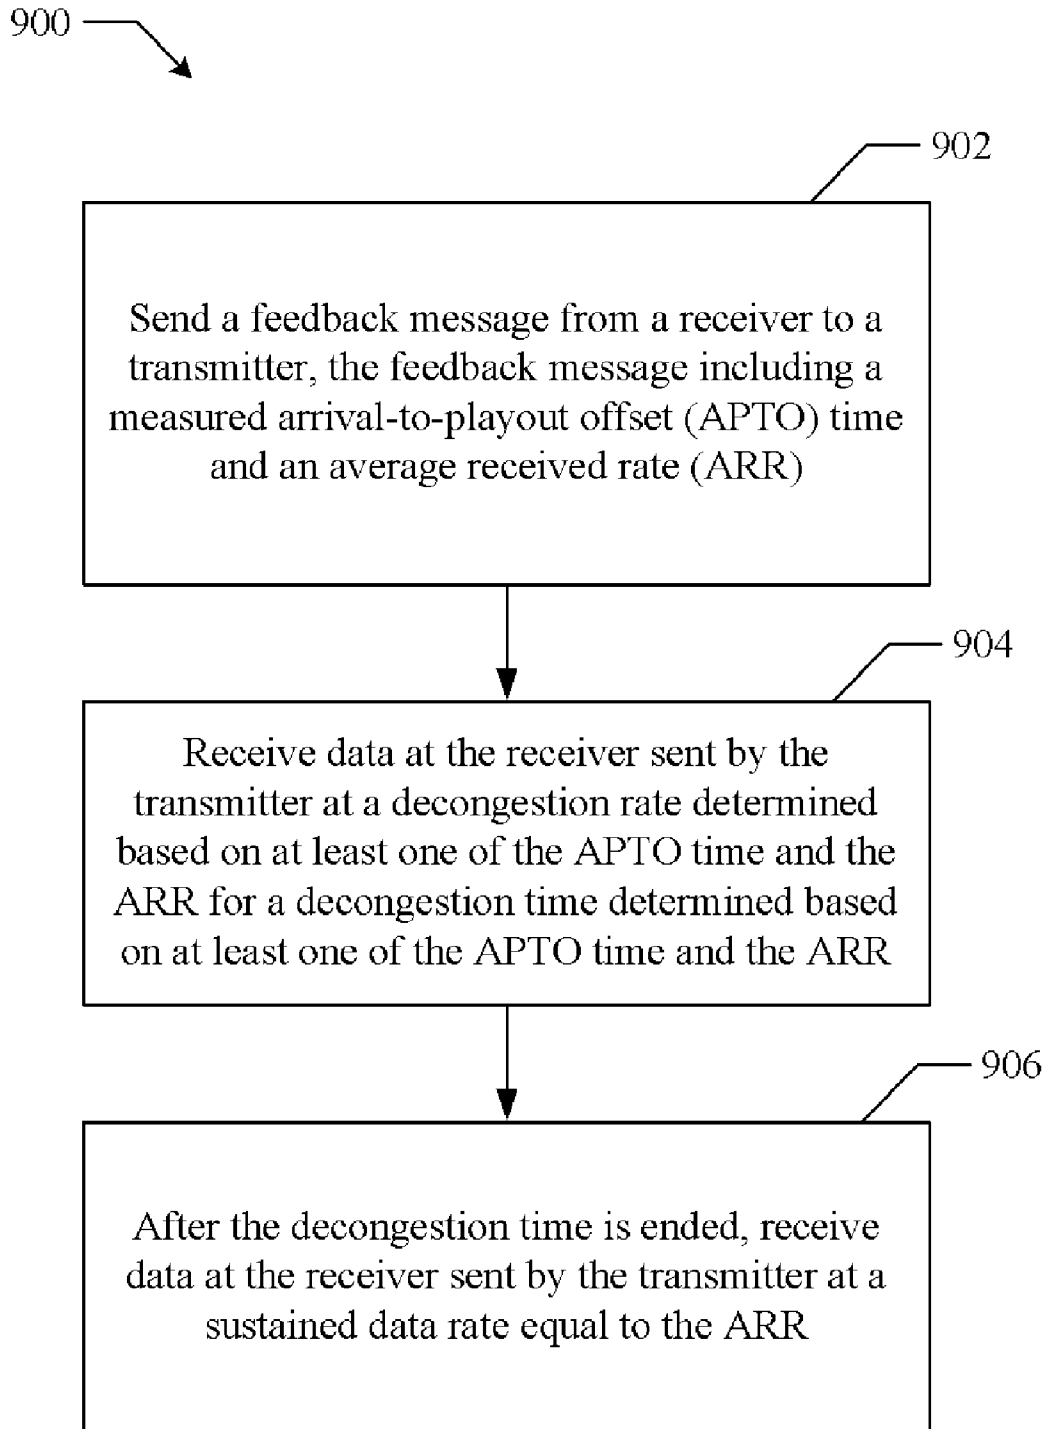 900
902
Send a feedback message from a receiver to a
transmitter, the feedback message including a
measured arrival-to-playout offset (APTO) time
and an average received rate (ARR)
904
Receive data at the receiver sent by the
transmitter at a decongestion rate determined
based on at least one of the APTO time and the
ARR for a decongestion time determined based
on at least one of the APTO time and the ARR
906
After the decongestion time is ended, receive
data at the receiver sent by the transmitter at a
sustained data rate equal to the ARR